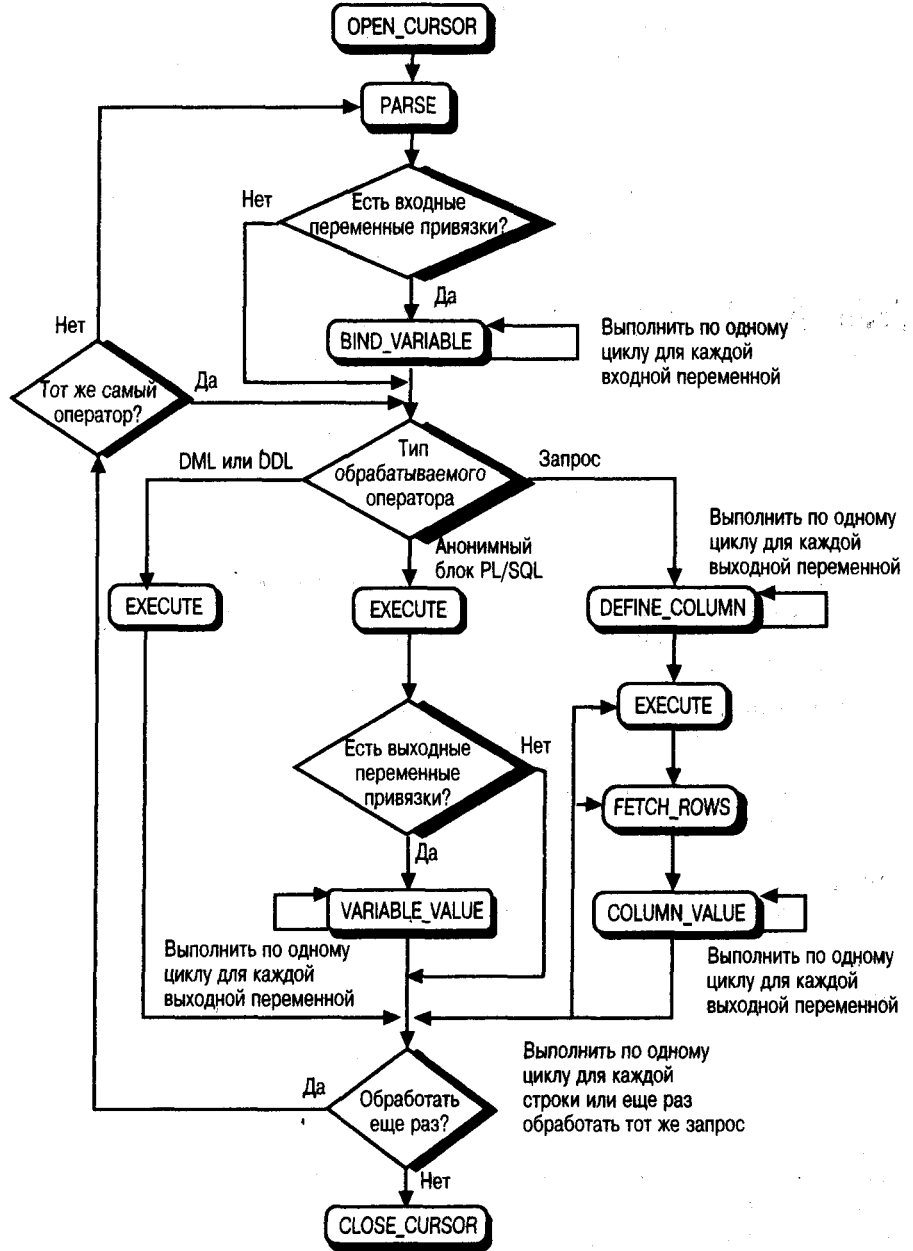 OPEN_CURSOR
PARSE
Нет
Есть входные
переменные привязки?
Да
BIND_VARIABLE
Выполнить по одному
циклу для каждой
входной переменной
Нет
Тот же самый
оператор?
Да
Тип
обрабатываемого
оператора
DML или DDL
Запрос
Анонимный
блок PL/SQL
Выполнить по одному
циклу для каждой
выходной переменной
EXECUTE
EXECUTE
DEFINE_COLUMN
EXECUTE
Есть выходные
переменные
привязки?
Нет
FETCH_ROWS
Да
VARIABLE_VALUE
COLUMN_VALUE
Выполнить по одному
циклу для каждой
выходной переменной
Выполнить по одному
циклу для каждой
выходной переменной
Выполнить по одному
циклу для каждой
строки или еще раз
обработать тот же запрос
Да
Обработать
еще раз?
Нет
CLOSE_CURSOR